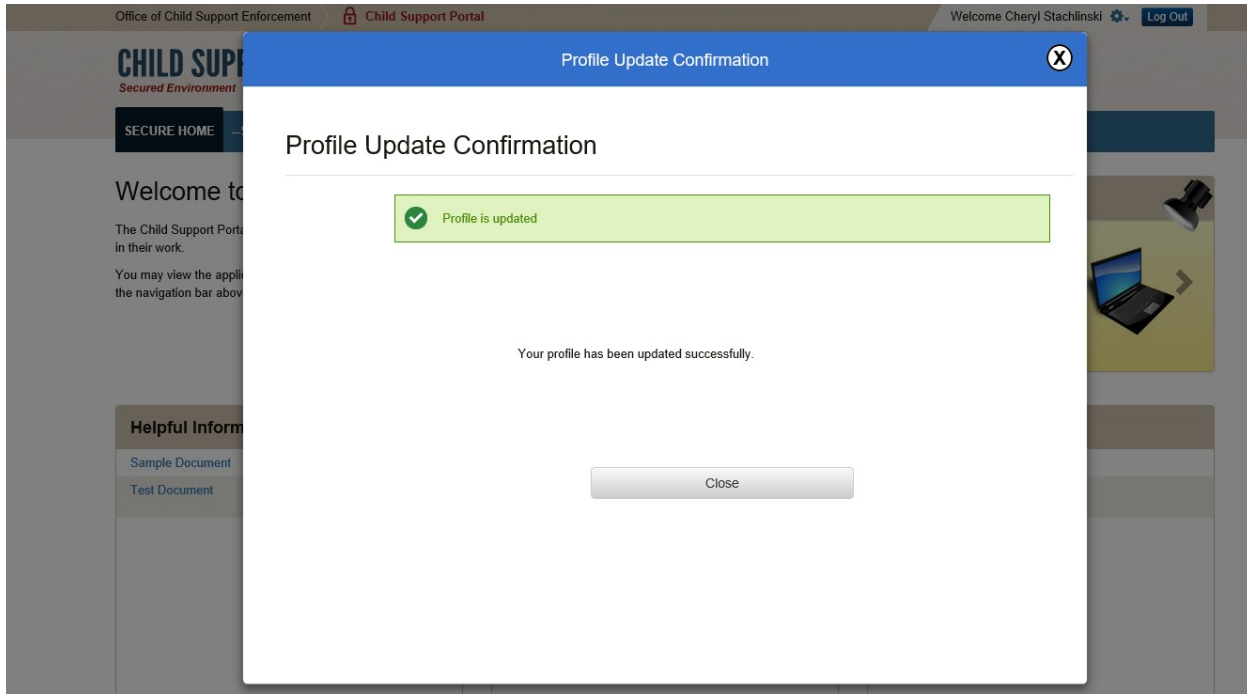 Office of Child Support Enforcement
Child Support Portal
Welcome Cheryl Stachlinski
Log Out
CHILD SUPP
Secured Environment
Profile Update Confirmation
X
SECURE HOME
Profile Update Confirmation
Welcome to
Profile is updated
The Child Support Porta
in their work.
You may view the appli
the navigation bar abov
Your profile has been updated successfully.
Helpful Inform
Sample Document
Test Document
Close